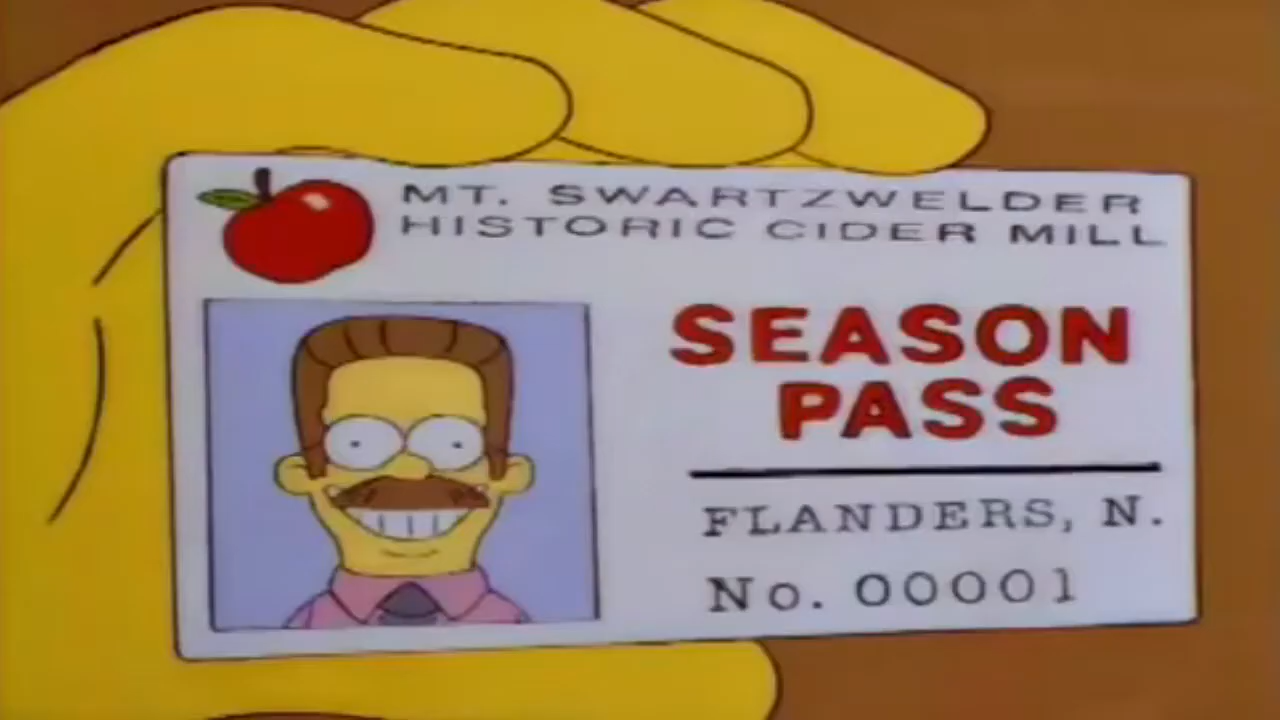 MT. SWARTZWELDER
HISTORIC CIDER MILL
SEASON
PASS
FLANDERS, N.
No. 00001